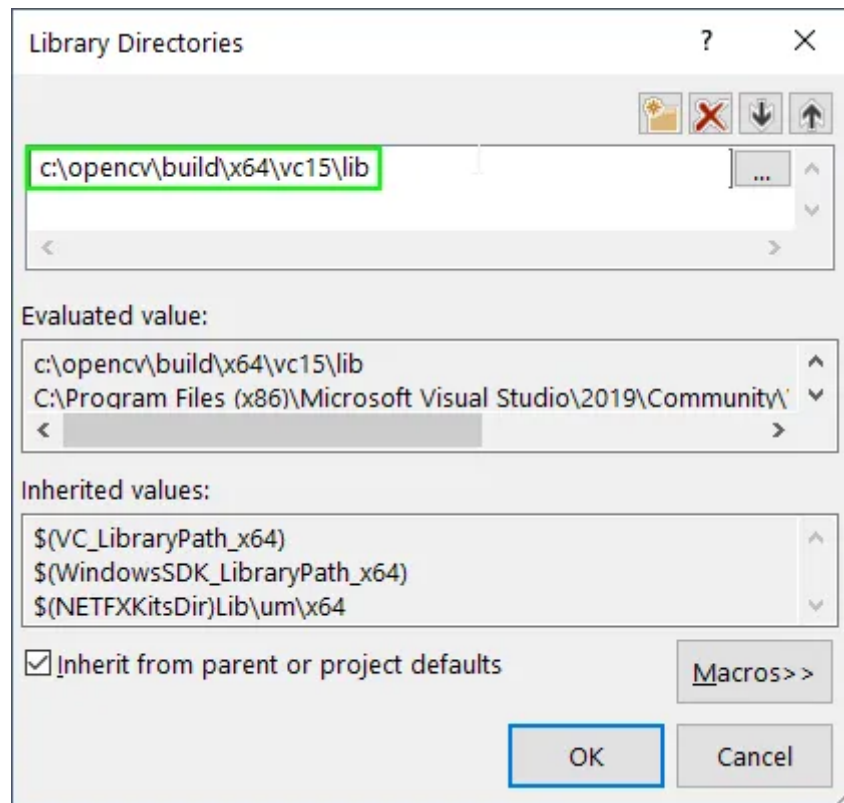 Library Directories
?
c:\opencv\build\x64\vc15\lib
...
Evaluated value:
c:\opencv\build\x64\vc15\lib
C:\Program Files (x86)\Microsoft Visual Studio\2019\Community\
Inherited values:
$(VC_LibraryPath_x64)
$(WindowsSDK_LibraryPath_x64)
$(NETFXKitsDir)Lib\um\x64
Inherit from parent or project defaults
Macros>>
OK
Cancel